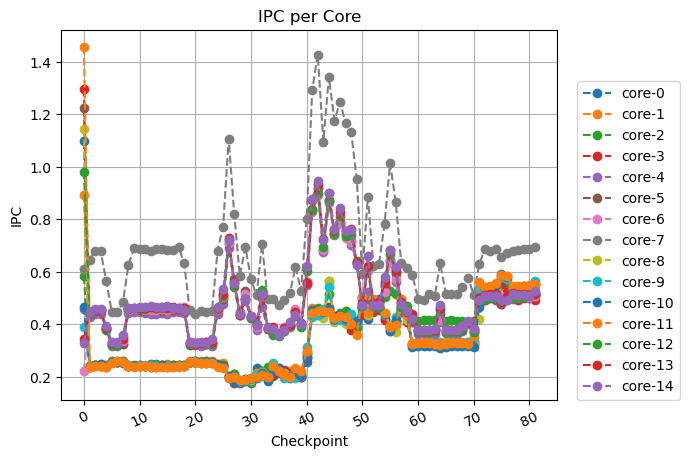 IPC per Core
IPC
1.4
1.2
1.0
0.8
0.6
0.4
0.2
0
10
20
30
40
50
60
70
80
Checkpoint
core-0
core-1
core-2
core-3
core-4
core-5
core-6
core-7
core-8
core-9
core-10
core-11
core-12
core-13
core-14